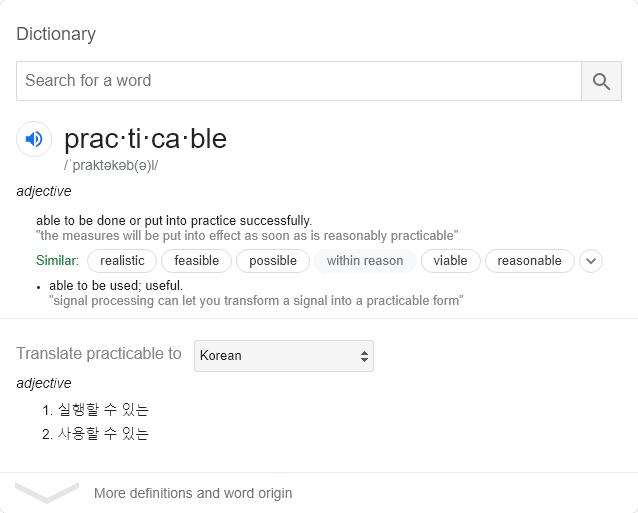 Dictionary
Search for a word
prac·ti·ca·ble
/ˈpraktəkəb(ə)l/
adjective
able to be done or put into practice successfully.
"the measures will be put into effect as soon as is reasonably practicable"
Similar: realistic feasible possible within reason viable reasonable
• able to be used; useful.
"signal processing can let you transform a signal into a practicable form"
Translate practicable to Korean
adjective
1. 실행할 수 있는
2. 사용할 수 있는
More definitions and word origin